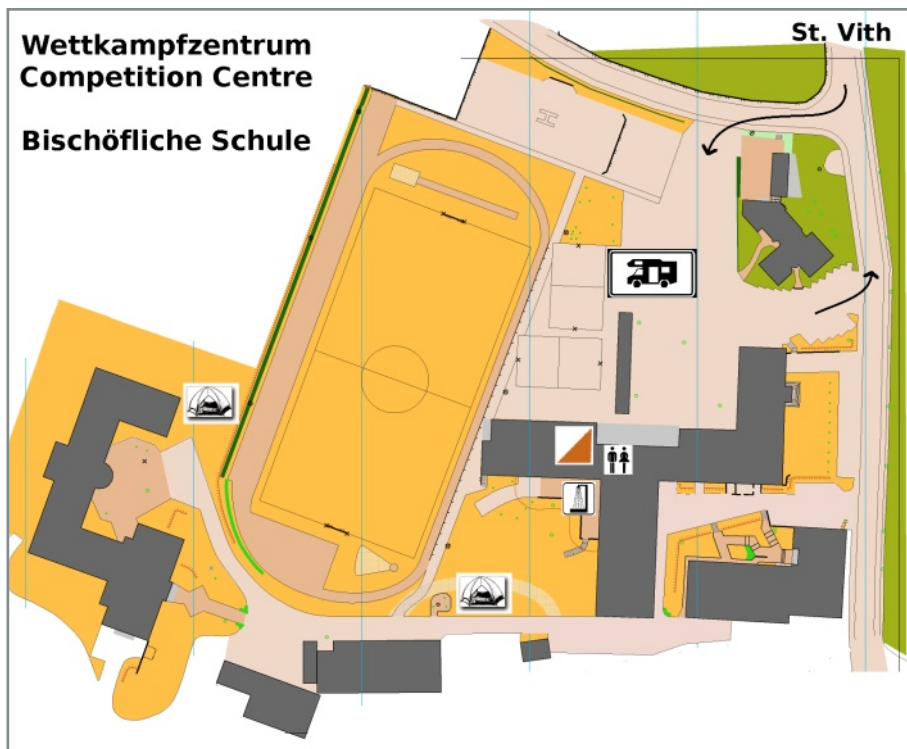 Wettkampfzentrum
Competition Centre
Bischöfliche Schule
St. Vith
H